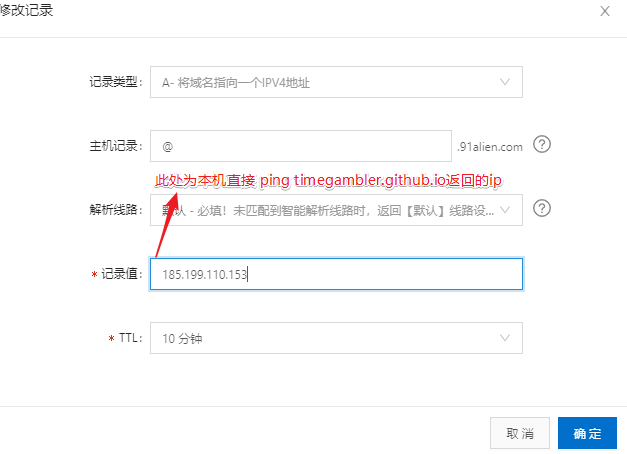 修改记录
记录类型：
A- 将域名指向一个IPV4地址
主机记录：
@
.91alien.com
此处为本机直接 ping timegambler.github.io返回的ip
解析线路：
默认 - 必填！未匹配到智能解析线路时，返回【默认】线路设...
* 记录值：
185.199.110.153
* TTL：
10 分钟
取消
确定